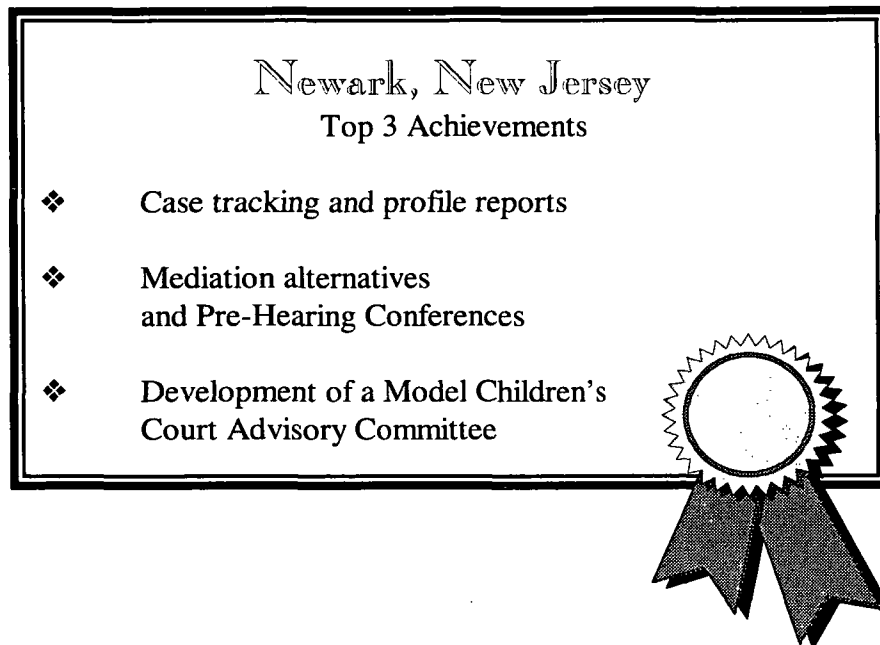 Newark, New Jersey
Top 3 Achievements
❖ Case tracking and profile reports
❖ Mediation alternatives
and Pre-Hearing Conferences
❖ Development of a Model Children's
Court Advisory Committee